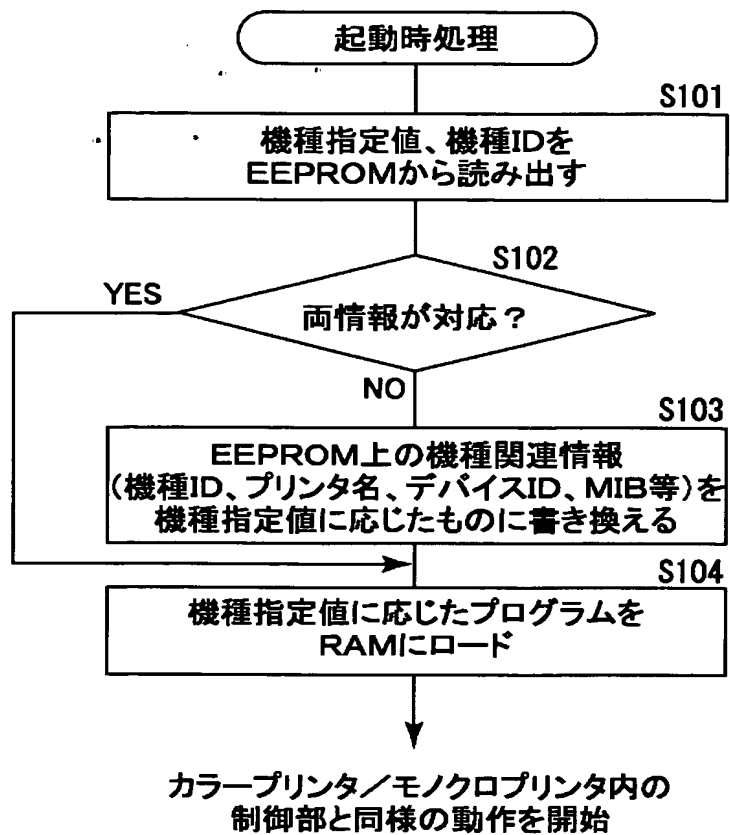 起動時処理
S101
機種指定値、機種IDを
EEPROMから読み出す
S102
YES
両情報が対応？
NO
S103
EEPROM上の機種関連情報
（機種ID、プリンタ名、デバイスID、MIB等）を
機種指定値に応じたものに書き換える
S104
機種指定値に応じたプログラムを
RAMにロード
カラープリンタ／モノクロプリンタ内の
制御部と同様の動作を開始